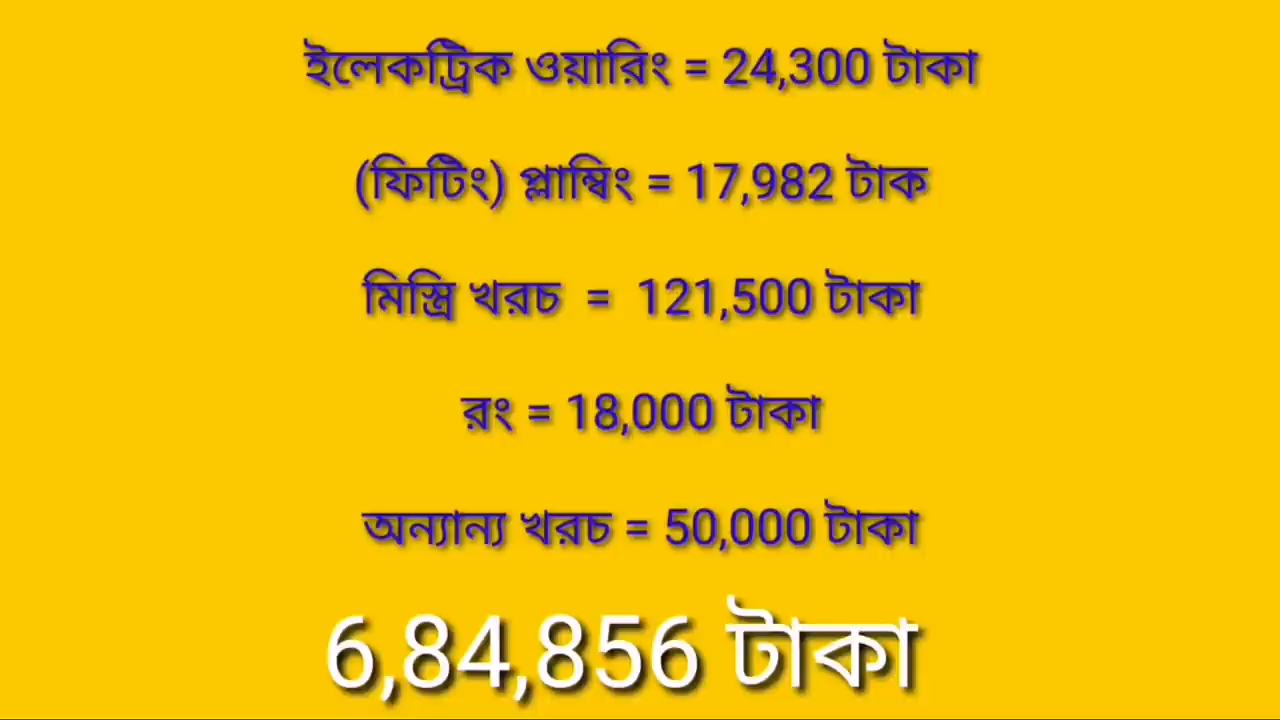 ইলেকট্রিক ওয়ারিং = 24,300 টাকা
(ফিটিং) প্লাম্বিং = 17,982 টাক
মিস্ত্রি খরচ = 121,500 টাকা
রং = 18,000 টাকা
অন্যান্য খরচ = 50,000 টাকা
6,84,856 টাকা